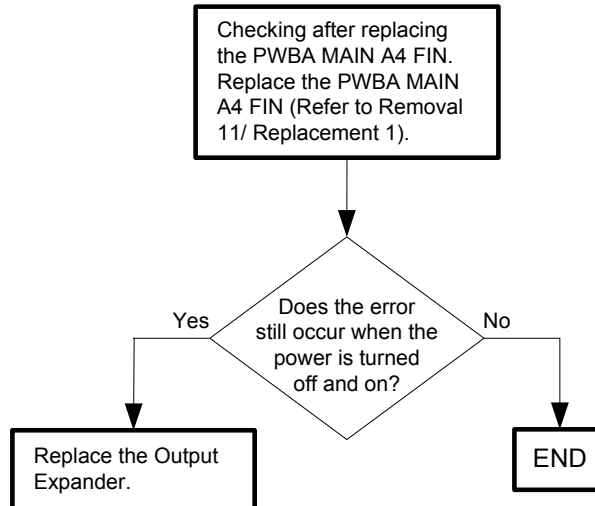 Checking after replacing
the PWBA MAIN A4 FIN.
Replace the PWBA MAIN
A4 FIN (Refer to Removal
11/ Replacement 1).
Does the error
still occur when the
power is turned
off and on?
Yes
No
Replace the Output
Expander.
END